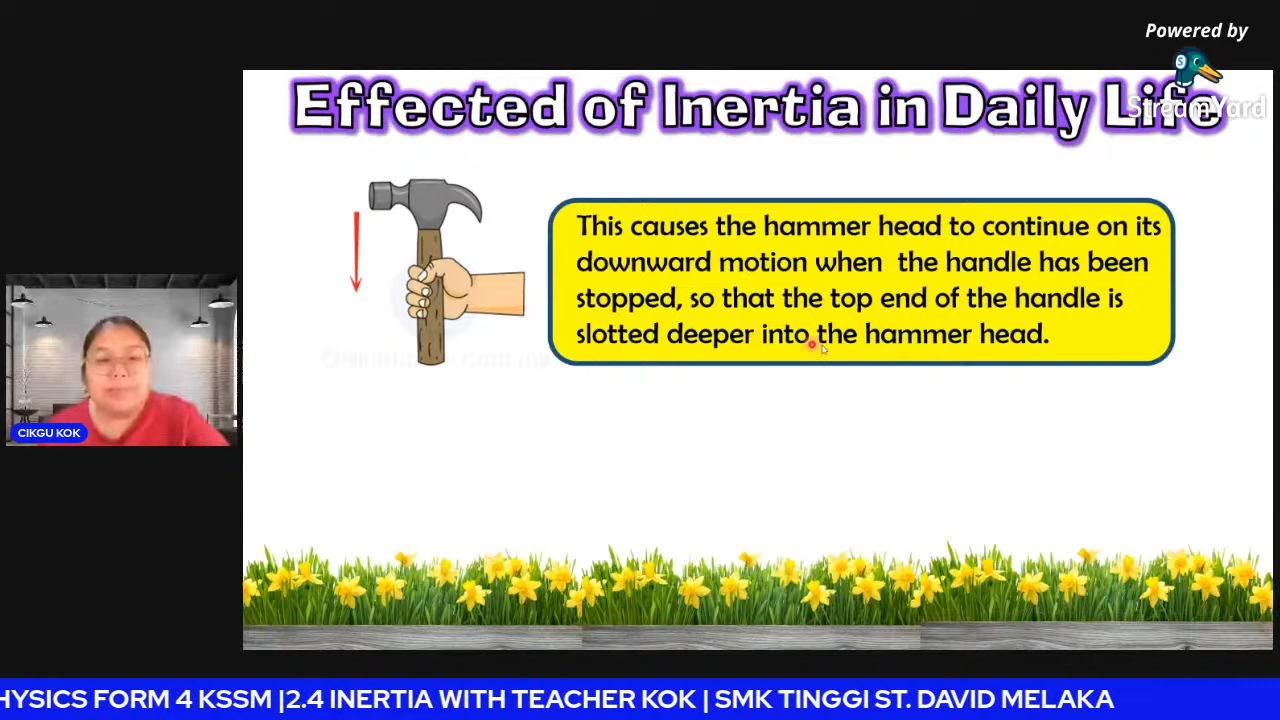 Powered by
StreamYard
Effected of Inertia in Daily Life
This causes the hammer head to continue on its
downward motion when the handle has been
stopped, so that the top end of the handle is
slotted deeper into the hammer head.
CIKGU KOK
HYSICS FORM 4 KSSM |2.4 INERTIA WITH TEACHER KOK | SMK TINGGI ST. DAVID MELAKA